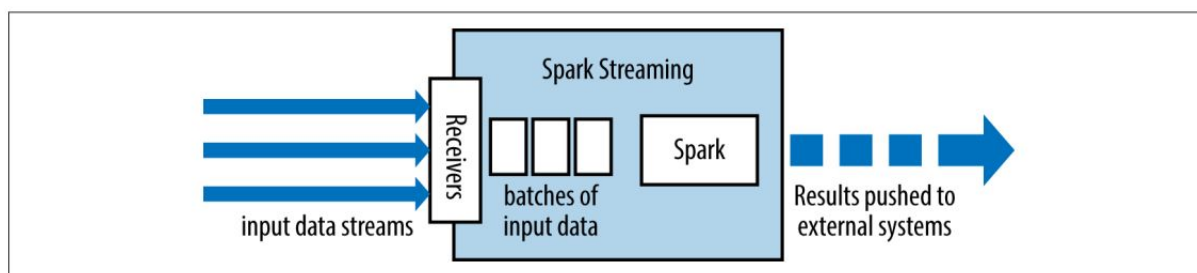 Spark Streaming
Receivers
Spark
batches of
input data
input data streams
Results pushed to
external systems